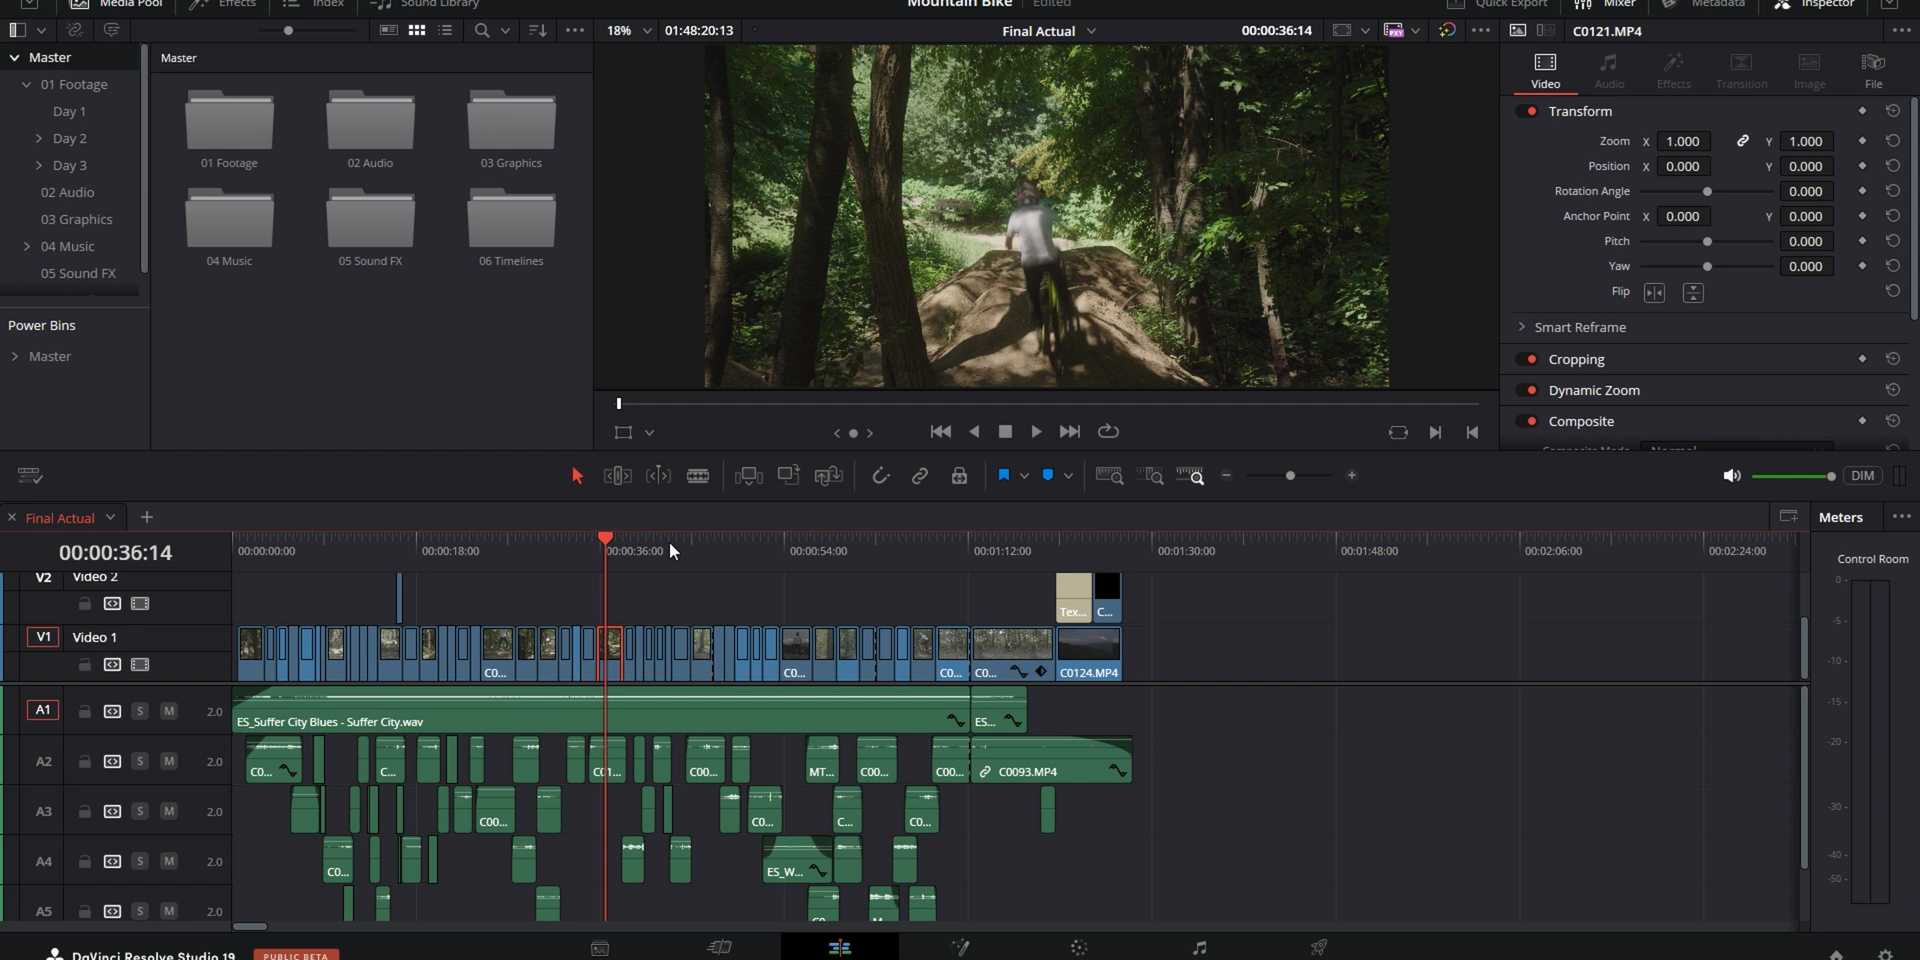 Media Pool Effects Index Sound Library Mountain Bike Edited Quick Export Mixer Metadata Inspector
18% 01:48:20:13 Final Actual 00:00:36:14 PXY C0121.MP4
Master
01 Footage
Day 1
Day 2
Day 3
02 Audio
03 Graphics
04 Music
05 Sound FX
Power Bins
Master
Master
01 Footage 02 Audio 03 Graphics
04 Music 05 Sound FX 06 Timelines
Video Audio Effects Transition Image File
Transform
Zoom X 1.000 Y 1.000
Position X 0.000 Y 0.000
Rotation Angle 0.000
Anchor Point X 0.000 Y 0.000
Pitch 0.000
Yaw 0.000
Flip
Smart Reframe
Cropping
Dynamic Zoom
Composite
Composite Mode Normal
DIM
Final Actual
Meters
00:00:36:14
00:00:00:00 00:00:18:00 00:00:36:00 00:00:54:00 00:01:12:00 00:01:30:00 00:01:48:00 00:02:06:00 00:02:24:00
Control Room
V2 Video 2
Tex... C...
V1 Video 1
C0... C0... C0... C0... C0124.MP4
A1 S M 2.0
ES_Suffer City Blues - Suffer City.wav ES...
A2 S M 2.0
C0... C... C01... C00... MT... C00... C00... C0093.MP4
A3 S M 2.0
C00... C0... C... C0...
A4 S M 2.0
C0... ES_W...
A5 S M 2.0
0
-5
-10
-15
-20
-30
-40
-50
DaVinci Resolve Studio 19 PUBLIC BETA